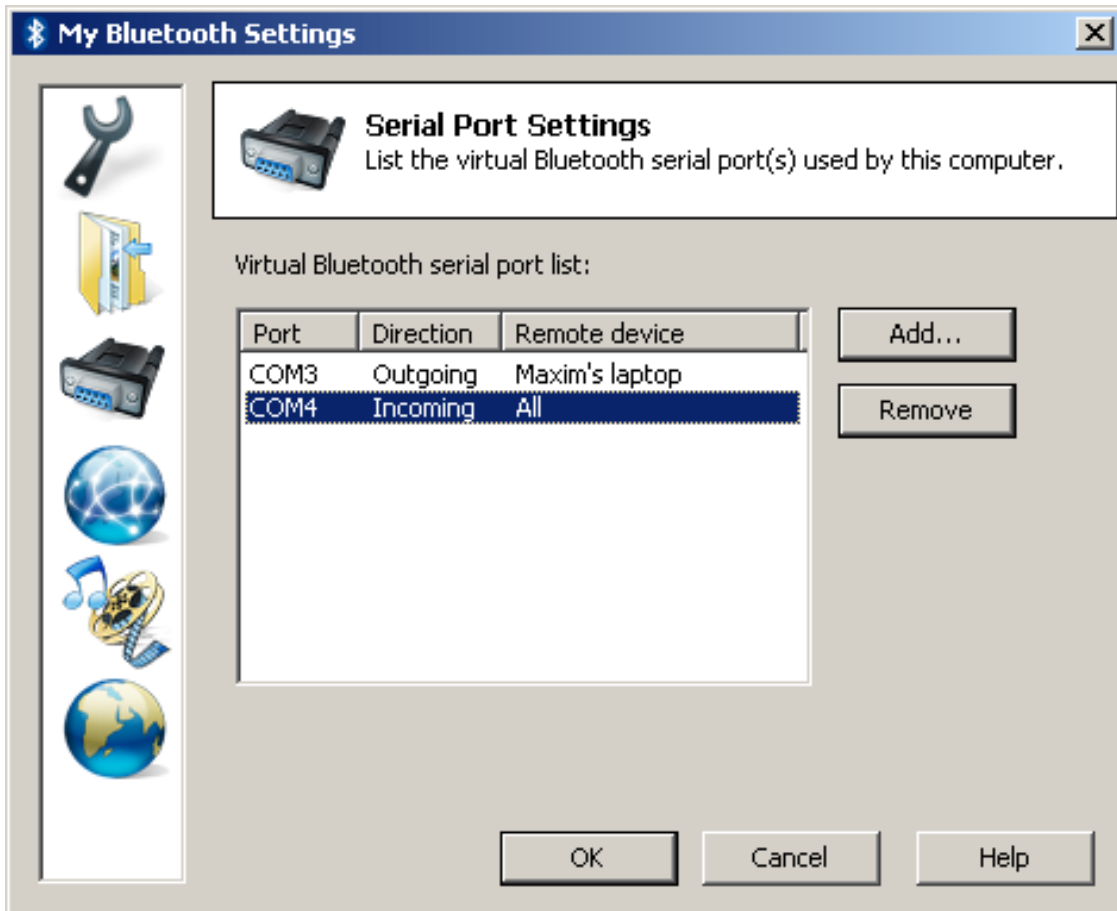 My Bluetooth Settings
Serial Port Settings
List the virtual Bluetooth serial port(s) used by this computer.
Virtual Bluetooth serial port list:
Port Direction Remote device
COM3 Outgoing Maxim's laptop
COM4 Incoming All
Add...
Remove
OK Cancel Help